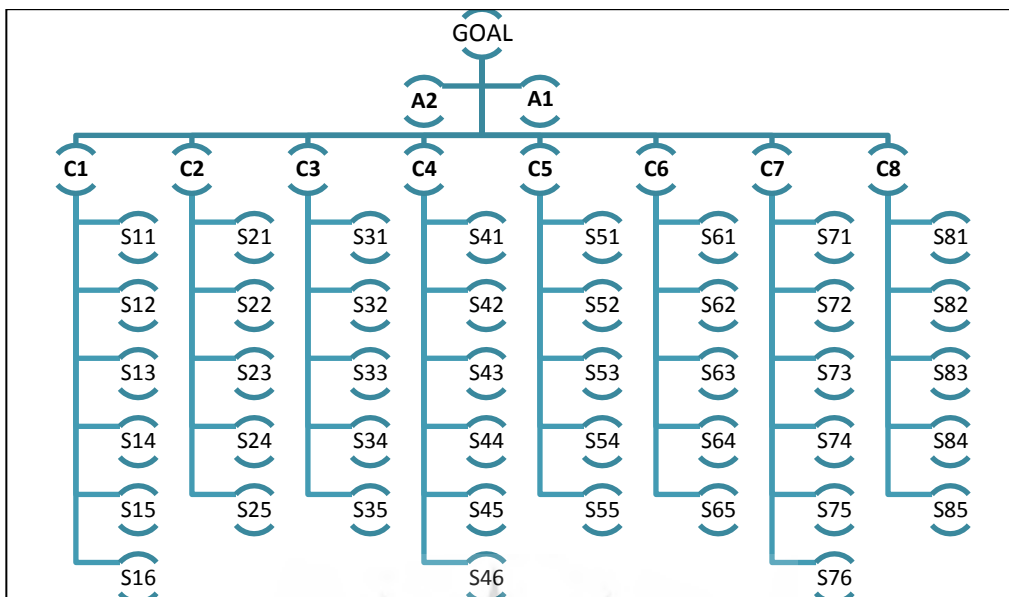 GOAL
A2 A1
C1 C2 C3 C4 C5 C6 C7 C8
S11 S21 S31 S41 S51 S61 S71 S81
S12 S22 S32 S42 S52 S62 S72 S82
S13 S23 S33 S43 S53 S63 S73 S83
S14 S24 S34 S44 S54 S64 S74 S84
S15 S25 S35 S45 S55 S65 S75 S85
S16 S46 S76